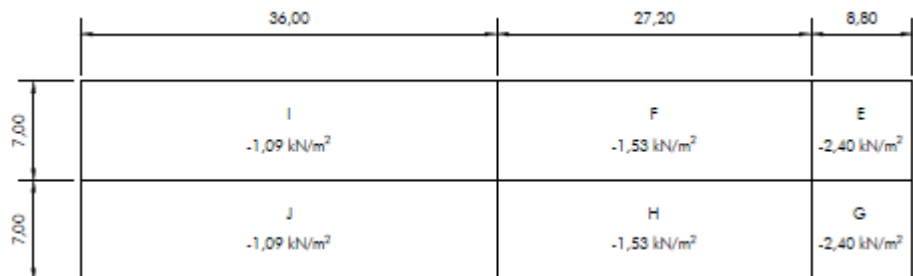 36,00 27,20 8,80
7,00
I F E
-1,09 kN/m² -1,53 kN/m² -2,40 kN/m²
7,00
J H G
-1,09 kN/m² -1,53 kN/m² -2,40 kN/m²